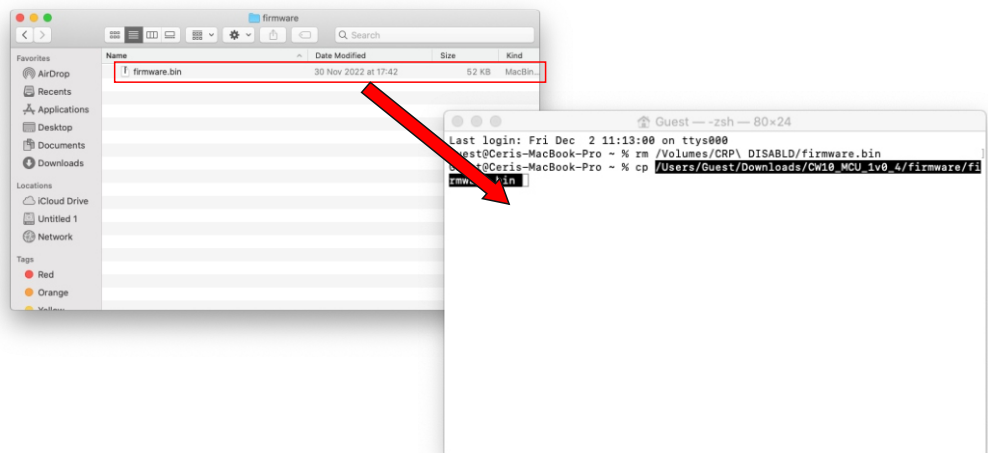 firmware
Search
Favorites
AirDrop
Recents
Applications
Desktop
Documents
Downloads
Locations
iCloud Drive
Untitled 1
Network
Tags
Red
Orange
Yellow
Name Date Modified Size Kind
firmware.bin 30 Nov 2022 at 17:42 52 KB MacBin...
Guest — -zsh — 80×24
Last login: Fri Dec 2 11:13:00 on ttys000
Guest@Ceris-MacBook-Pro ~ % rm /Volumes/CRP\ DISABLD/firmware.bin
Guest@Ceris-MacBook-Pro ~ % cp /Users/Guest/Downloads/CW10_MCU_1v0_4/firmware/fi
rmware.bin